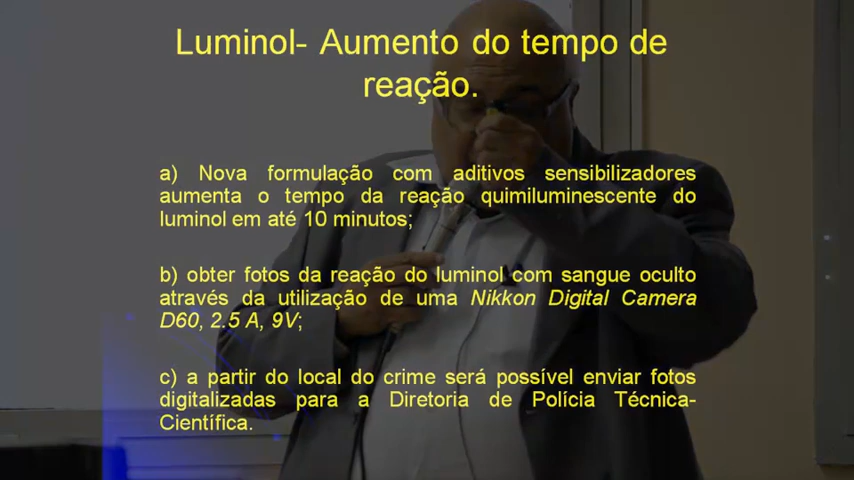 Luminol- Aumento do tempo de
reação.
a) Nova formulação com aditivos sensibilizadores
aumenta o tempo da reação quimiluminescente do
luminol em até 10 minutos;
b) obter fotos da reação do luminol com sangue oculto
através da utilização de uma Nikkon Digital Camera
D60, 2.5 A, 9V;
c) a partir do local do crime será possível enviar fotos
digitalizadas para a Diretoria de Polícia Técnica-
Científica.